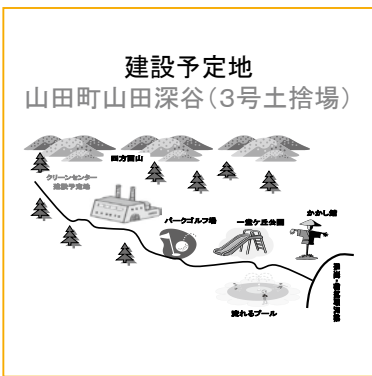 建設予定地
山田町山田深谷(3号土捨場)
四方面山
クリーンセンター
建設予定地
パークゴルフ場
一堂ケ丘公園
かかし館
流れるプール